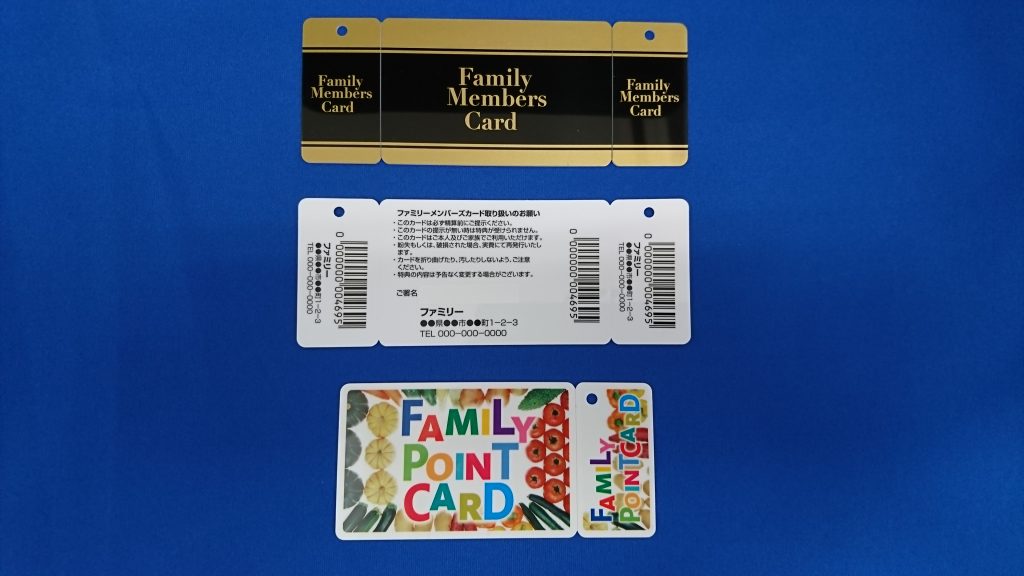 Family
Members
Card
Family
Members
Card
Family
Members
Card
0 000000 004695
ファミリー
●●県●●市●●町1-2-3
TEL 000-000-0000
ファミリーメンバーズカード取り扱いのお願い
・このカードは必ず精算前にご提示ください。
・このカードの提示が無い時は特典が受けられません。
・このカードはご本人及びご家族でご利用いただけます。
・紛失もしくは、破損された場合、実費にて再発行いたし
ます。
・カードを折り曲げたり、汚したりしないよう、ご注意
ください。
・特典の内容は予告なく変更する場合がございます。
ご署名
ファミリー
●●県●●市●●町1-2-3
TEL 000-000-0000
0 000000 004695
0 000000 004695
ファミリー
●●県●●市●●町1-2-3
TEL 000-000-0000
FAMILY
POINT
CARD
FAMILY
POINTCARD